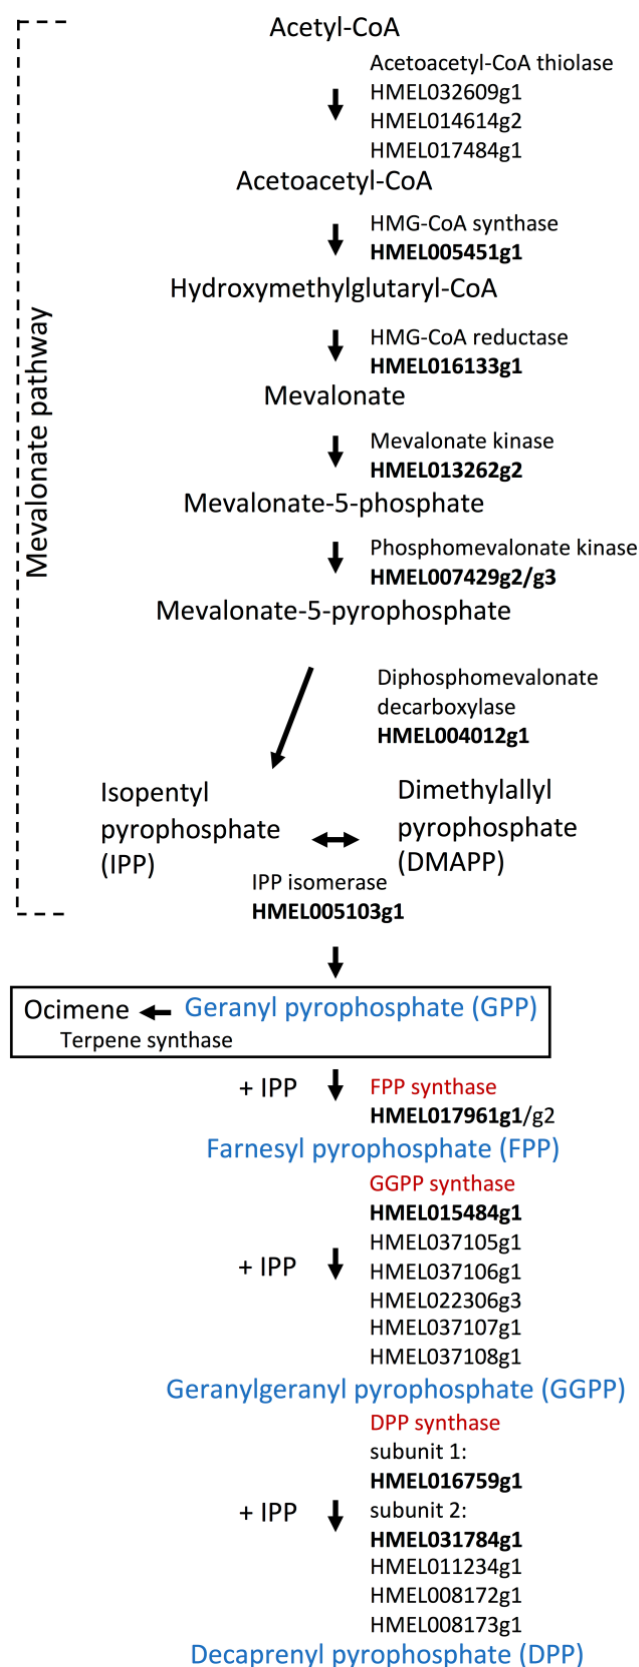 Acetyl-CoA
Acetoacetyl-CoA thiolase
HMEL032609g1
HMEL014614g2
HMEL017484g1
Acetoacetyl-CoA
HMG-CoA synthase
HMEL005451g1
Hydroxymethylglutaryl-CoA
HMG-CoA reductase
HMEL016133g1
Mevalonate
Mevalonate kinase
HMEL013262g2
Mevalonate-5-phosphate
Phosphomevalonate kinase
HMEL007429g2/g3
Mevalonate-5-pyrophosphate
Mevalonate pathway
Diphosphomevalonate
decarboxylase
HMEL004012g1
Isopentyl
pyrophosphate
(IPP)
Dimethylallyl
pyrophosphate
(DMAPP)
IPP isomerase
HMEL005103g1
Ocimene
Geranyl pyrophosphate (GPP)
Terpene synthase
+ IPP
FPP synthase
HMEL017961g1/g2
Farnesyl pyrophosphate (FPP)
GGPP synthase
HMEL015484g1
HMEL037105g1
+ IPP
HMEL037106g1
HMEL022306g3
HMEL037107g1
HMEL037108g1
Geranylgeranyl pyrophosphate (GGPP)
DPP synthase
subunit 1:
HMEL016759g1
+ IPP
subunit 2:
HMEL031784g1
HMEL011234g1
HMEL008172g1
HMEL008173g1
Decaprenyl pyrophosphate (DPP)